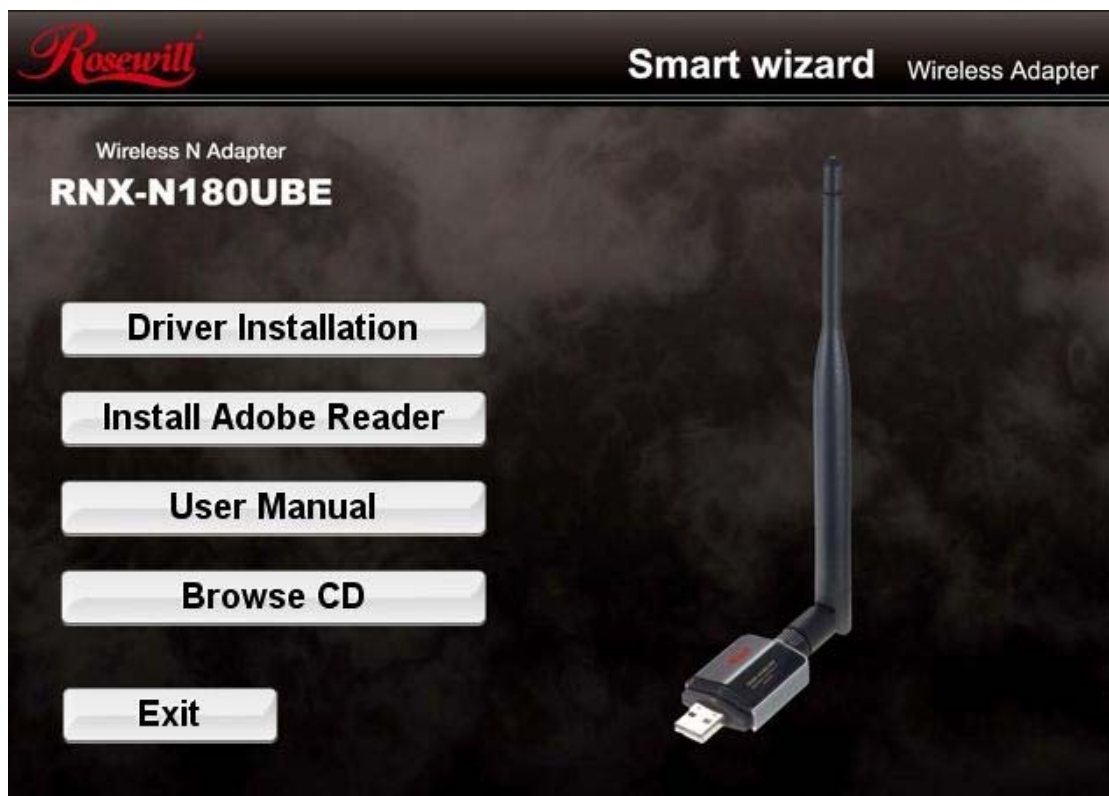 Rosewill
Smart wizard Wireless Adapter
Wireless N Adapter
RNX-N180UBE
Driver Installation
Install Adobe Reader
User Manual
Browse CD
Exit